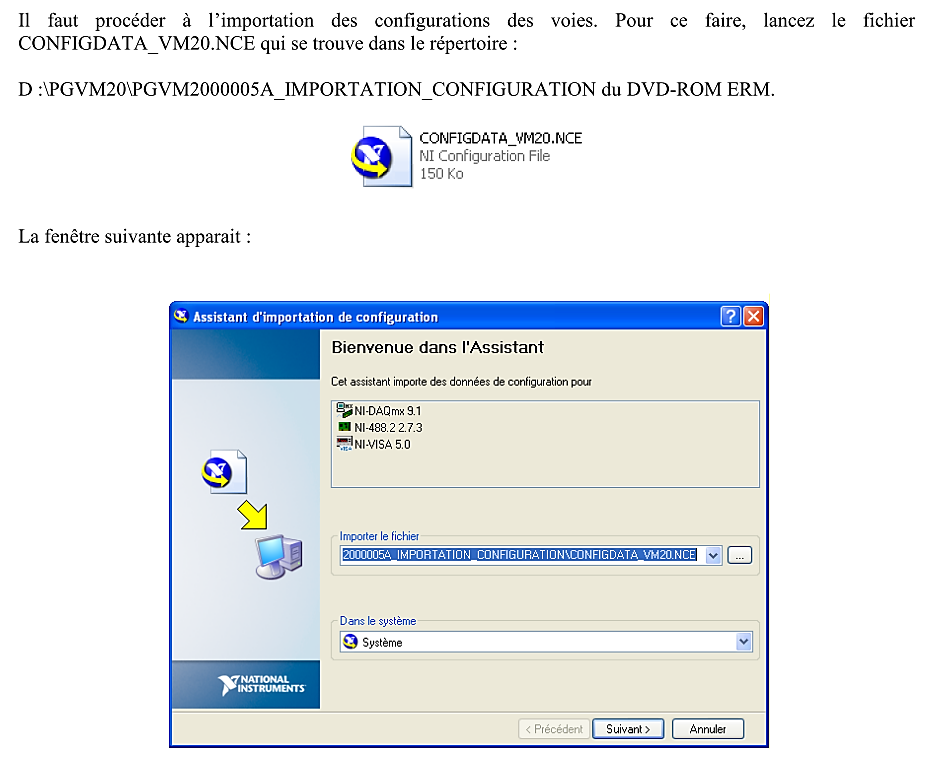 Il faut procéder à l’importation des configurations des voies. Pour ce faire, lancez le fichier
CONFIGDATA_VM20.NCE qui se trouve dans le répertoire :
D :\PGVM20\PGVM2000005A_IMPORTATION_CONFIGURATION du DVD-ROM ERM.
CONFIGDATA_VM20.NCE
NI Configuration File
150 Ko
La fenêtre suivante apparait :
Assistant d'importation de configuration
Bienvenue dans l'Assistant
Cet assistant importe des données de configuration pour
NI-DAQmx 9.1
NI-488.2 2.7.3
NI-VISA 5.0
Importer le fichier
2000005A_IMPORTATION_CONFIGURATION\CONFIGDATA_VM20.NCE
...
Dans le système
Système
NATIONAL
INSTRUMENTS
< Précédent
Suivant >
Annuler